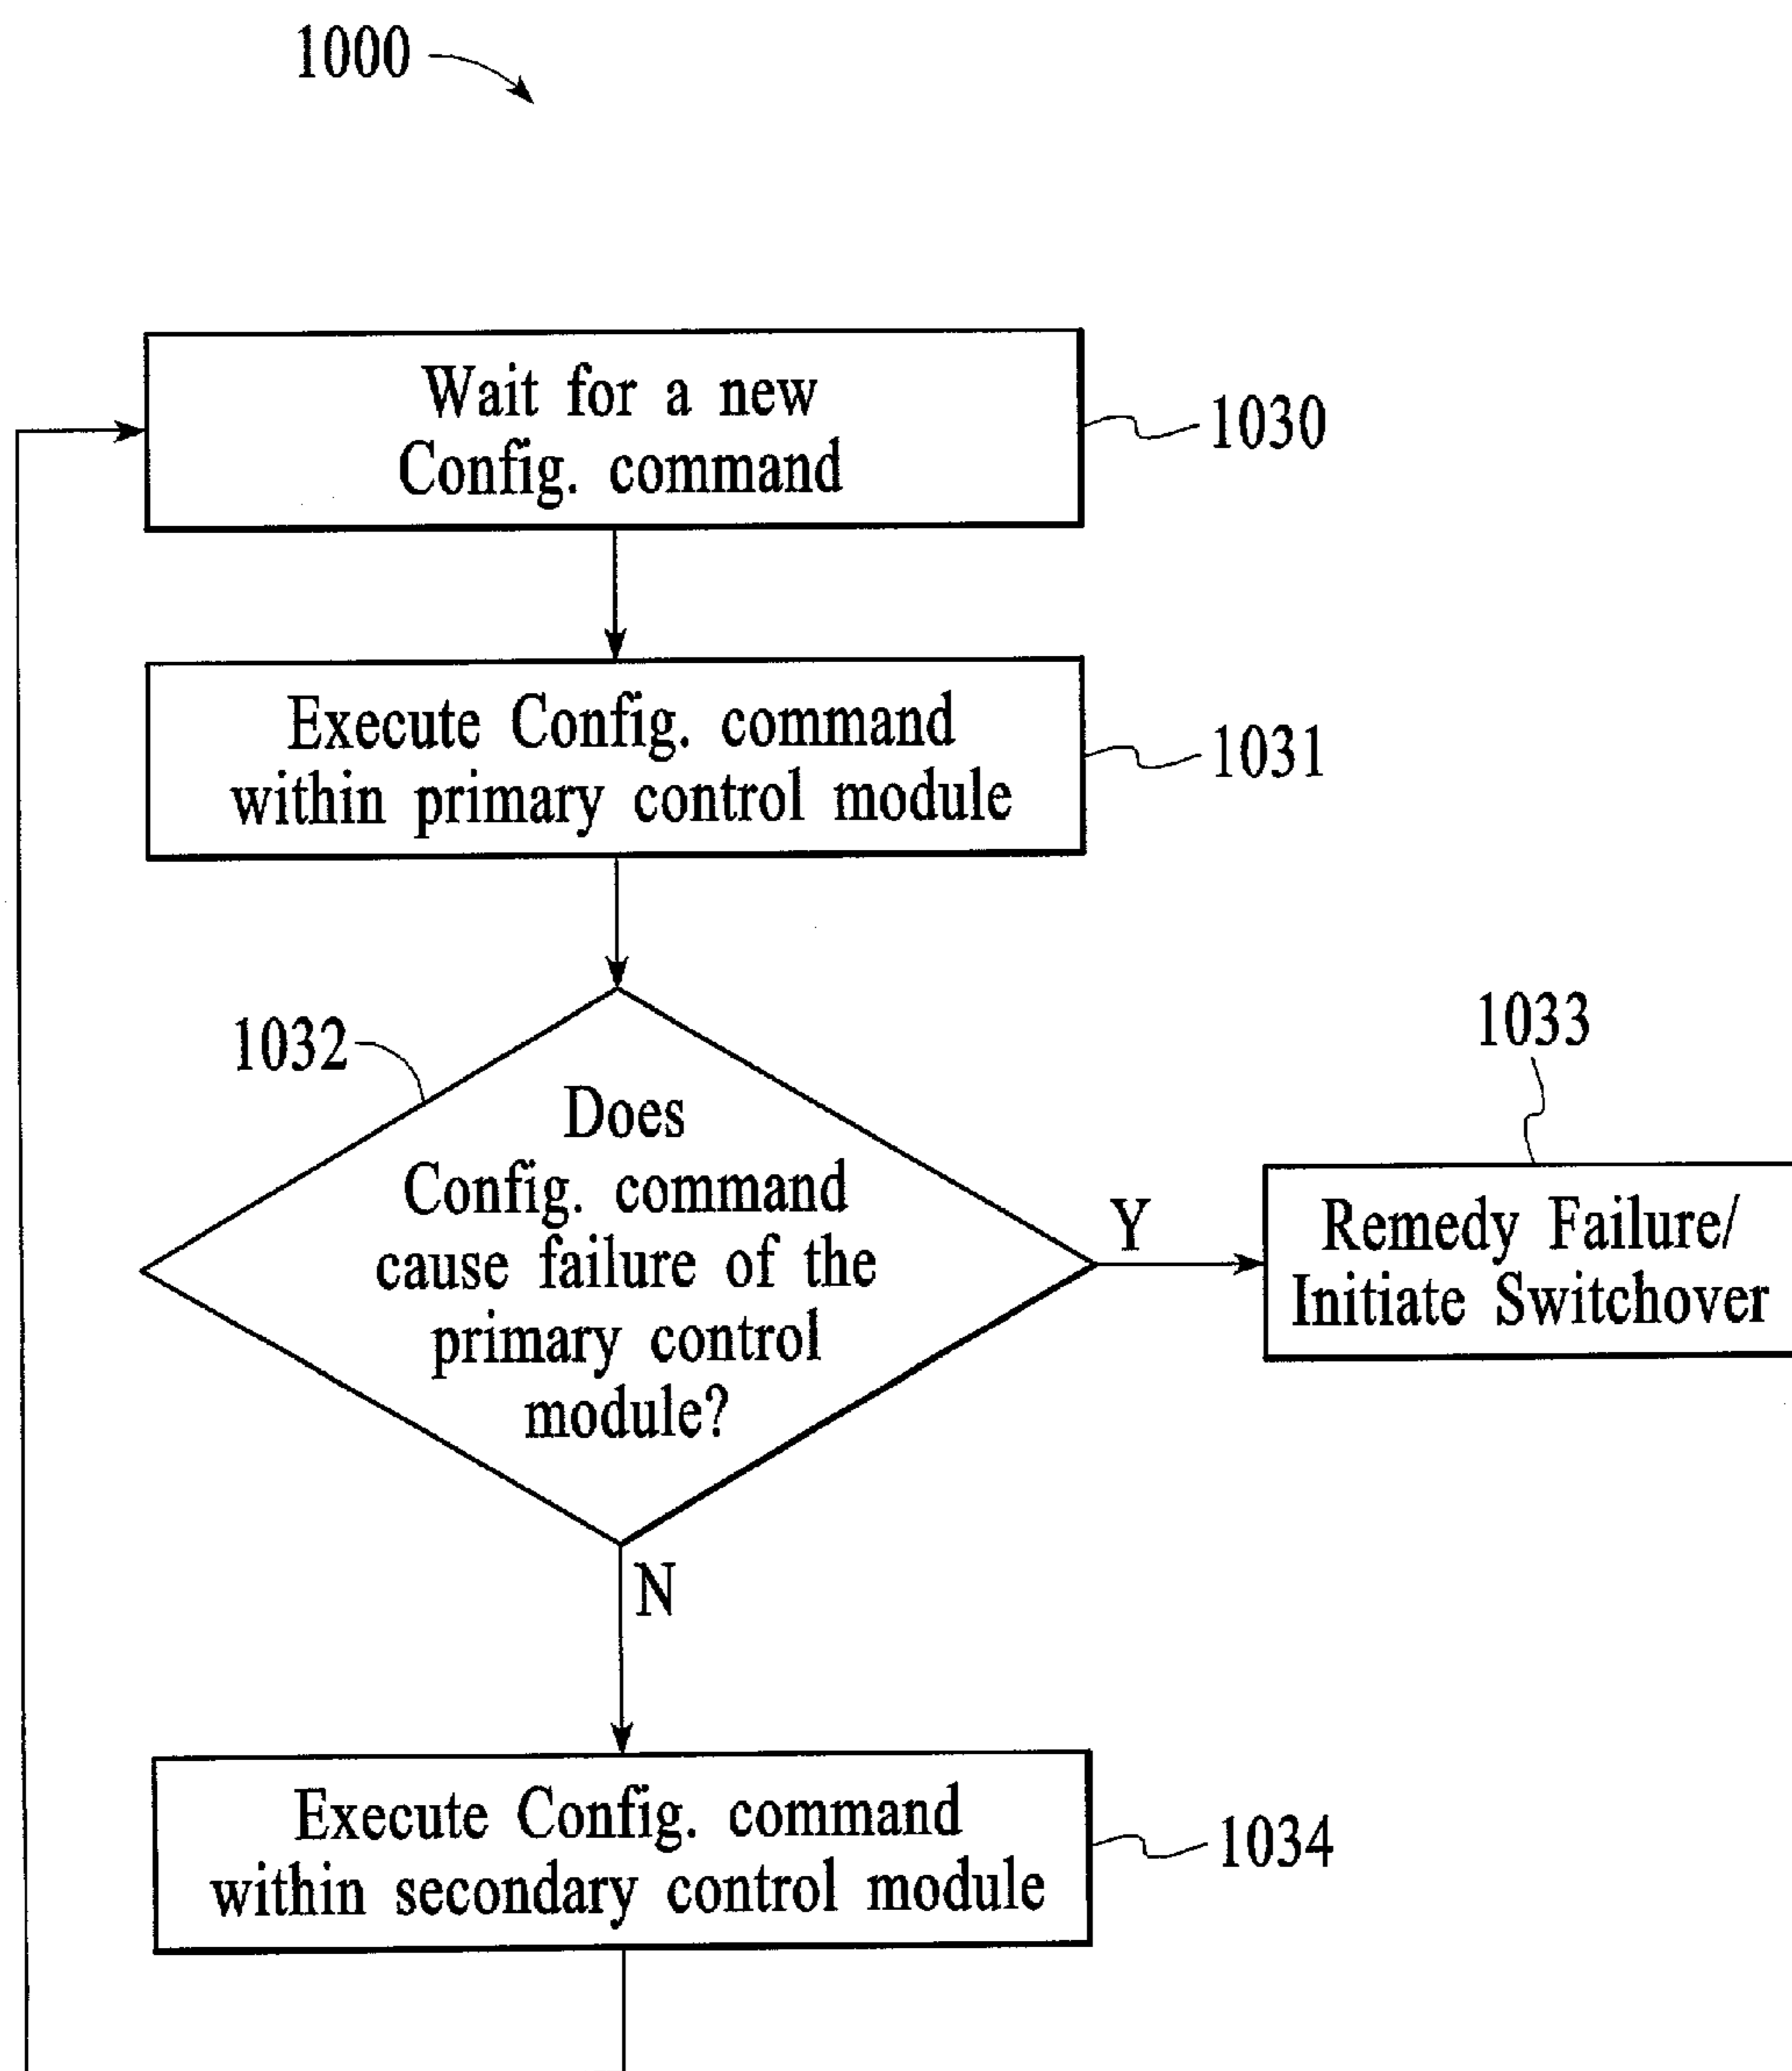 1000
Wait for a new
Config. command
1030
Execute Config. command
within primary control module
1031
1032
Does
Config. command
cause failure of the
primary control
module?
Y
1033
Remedy Failure/
Initiate Switchover
N
Execute Config. command
within secondary control module
1034